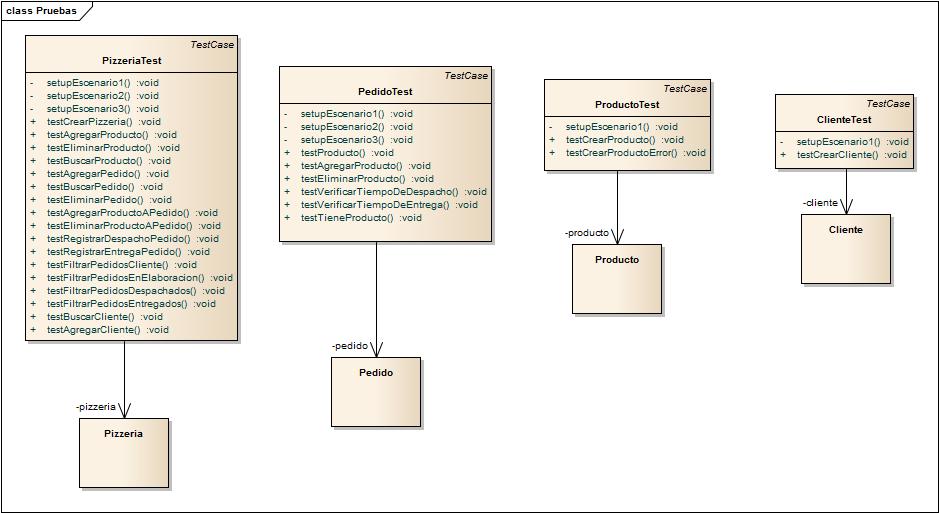 class Pruebas
TestCase
PizzeriaTest
- setupEscenario1() :void
- setupEscenario2() :void
- setupEscenario3() :void
+ testCrearPizzeria() :void
+ testAgregarProducto() :void
+ testEliminarProducto() :void
+ testBuscarProducto() :void
+ testAgregarPedido() :void
+ testBuscarPedido() :void
+ testEliminarPedido() :void
+ testAgregarProductoAPedido() :void
+ testEliminarProductoAPedido() :void
+ testRegistrarDespachoPedido() :void
+ testRegistrarEntregaPedido() :void
+ testFiltrarPedidosCliente() :void
+ testFiltrarPedidosEnElaboracion() :void
+ testFiltrarPedidosDespachados() :void
+ testFiltrarPedidosEntregados() :void
+ testBuscarCliente() :void
+ testAgregarCliente() :void
-pizzeria
Pizzeria
TestCase
PedidoTest
- setupEscenario1() :void
- setupEscenario2() :void
- setupEscenario3() :void
+ testProducto() :void
+ testAgregarProducto() :void
+ testEliminarProducto() :void
+ testVerificarTiempoDeDespacho() :void
+ testVerificarTiempoDeEntrega() :void
+ testTieneProducto() :void
-pedido
Pedido
TestCase
ProductoTest
- setupEscenario1() :void
+ testCrearProducto() :void
+ testCrearProductoError() :void
-producto
Producto
TestCase
ClienteTest
- setupEscenario1() :void
+ testCrearCliente() :void
-cliente
Cliente